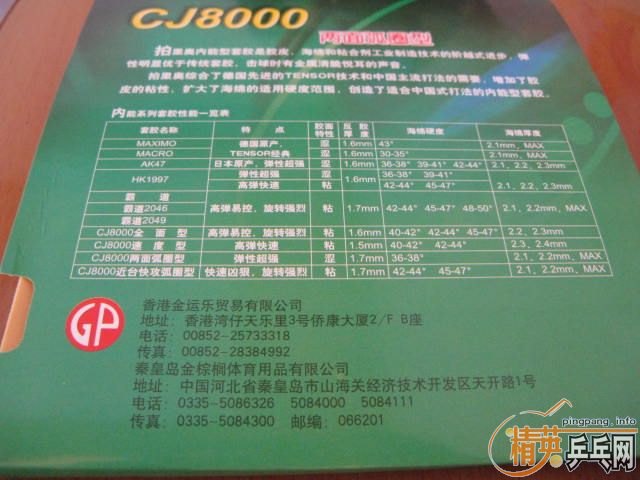 CJ8000
两面弧圈型
拍里奥内能型套胶是胶皮、海绵和粘合剂工业制造技术的阶越式进步，弹
性明显优于传统套胶，击球时有金属清脆悦耳的声音。
拍里奥综合了德国先进的TENSOR技术和中国主流打法的需要，增加了胶
皮的粘性，扩大了海绵的适用硬度范围，创造了适合中国式打法的内能型套胶。
内能系列套胶性能一览表
套胶名称 特 点 胶面特性 反胶厚度 海绵硬度 海绵厚度
MAXIMO 德国原产， 涩 1.6mm 43° 2.1mm, MAX
MACRO TENSOR经典 涩 1.6mm 30-35° 2.1mm, MAX
AK47 日本原产，弹性超强 涩 1.6mm 36-38° 39-41° 42-44° 2.1, 2.2, 2.3mm
HK1997 弹性超强 涩 1.6mm 36-38° 39-41°
高弹快速 粘 42-44° 45-47° 2.1, 2.2, 2.3mm
霸 道
霸道2046 高弹易控，旋转强烈 粘 1.7mm 42-44° 45-47° 48-50° 2.1, 2.2mm, MAX
霸道2049
CJ8000全 面 型 高弹易控，旋转强烈 粘 1.6mm 40-42° 42-44° 45-47° 2.2, 2.3mm
CJ8000速 度 型 高弹快速 粘 1.5mm 40-42° 42-44° 2.3, 2.4mm
CJ8000两面弧圈型 弹性超强 涩 1.7mm 36-38° 2.1, 2.2mm, MAX
CJ8000近台快攻弧圈型 快速凶狠，旋转强烈 粘 1.7mm 42-44° 45-47° 2.1, 2.2mm, MAX
GP
香港金运乐贸易有限公司
地址：香港湾仔天乐里3号侨康大厦2/F B座
电话：00852-25733318
传真：00852-28384992
秦皇岛金棕榈体育用品有限公司
地址：中国河北省秦皇岛市山海关经济技术开发区天开路1号
电话：0335-5086326 5084000 5084111
传真：0335-5084300 邮编：066201
pingpang.info
精英乒乓网